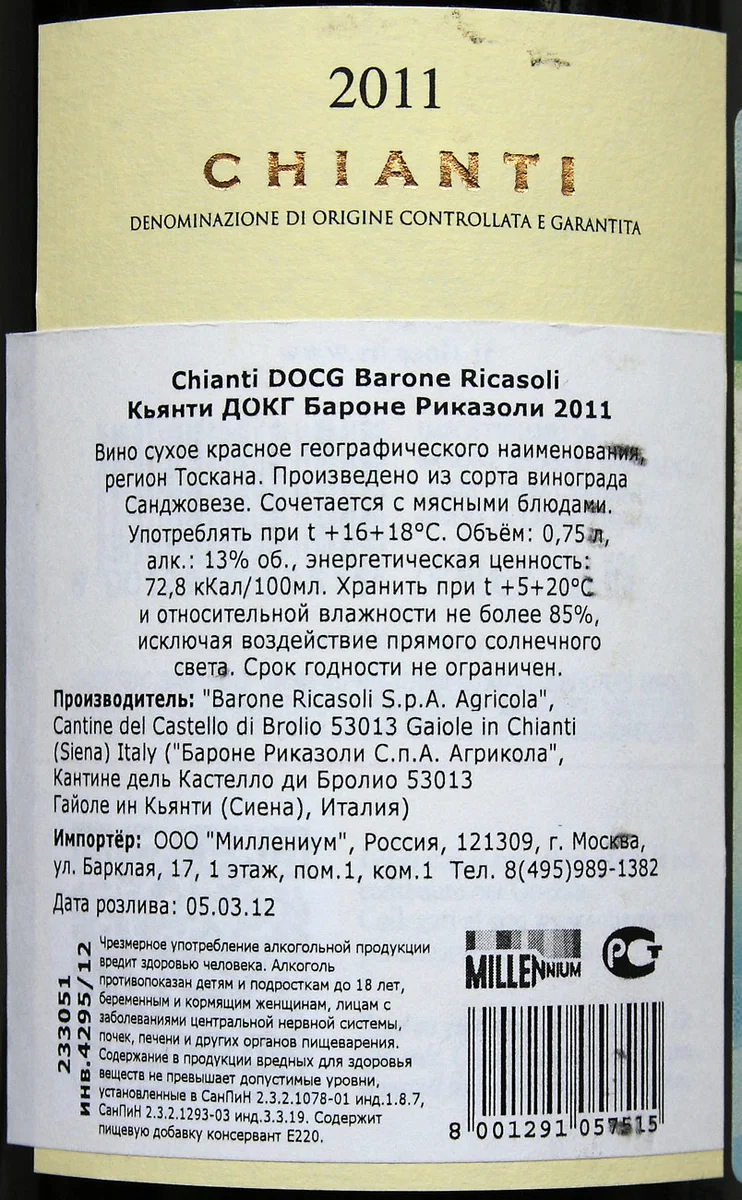 2011
CHIANTI
DENOMINAZIONE DI ORIGINE CONTROLLATA E GARANTITA
Chianti DOCG Barone Ricasoli
Кьянти ДОКГ Бароне Риказоли 2011
Вино сухое красное географического наименования,
регион Тоскана. Произведено из сорта винограда
Санджовезе. Сочетается с мясными блюдами.
Употреблять при t +16+18°С. Объём: 0,75 л,
алк.: 13% об., энергетическая ценность:
72,8 кКал/100мл. Хранить при t +5+20°С
и относительной влажности не более 85%,
исключая воздействие прямого солнечного
света. Срок годности не ограничен.
Производитель: "Barone Ricasoli S.p.A. Agricola",
Cantine del Castello di Brolio 53013 Gaiole in Chianti
(Siena) Italy ("Бароне Риказоли С.п.А. Агрикола",
Кантине дель Кастелло ди Бролио 53013
Гайоле ин Кьянти (Сиена), Италия)
Импортёр: ООО "Миллениум", Россия, 121309, г. Москва,
ул. Барклая, 17, 1 этаж, пом.1, ком.1 Тел. 8(495)989-1382
Дата розлива: 05.03.12
233051
инв.4295/12
Чрезмерное употребление алкогольной продукции
вредит здоровью человека. Алкоголь
противопоказан детям и подросткам до 18 лет,
беременным и кормящим женщинам, лицам с
заболеваниями центральной нервной системы,
почек, печени и других органов пищеварения.
Содержание в продукции вредных для здоровья
веществ не превышает допустимые уровни,
установленные в СанПиН 2.3.2.1078-01 инд.1.8.7,
СанПиН 2.3.2.1293-03 инд.3.3.19. Содержит
пищевую добавку консервант Е220.
MILLENNIUM
РСТ
8 001291 057515